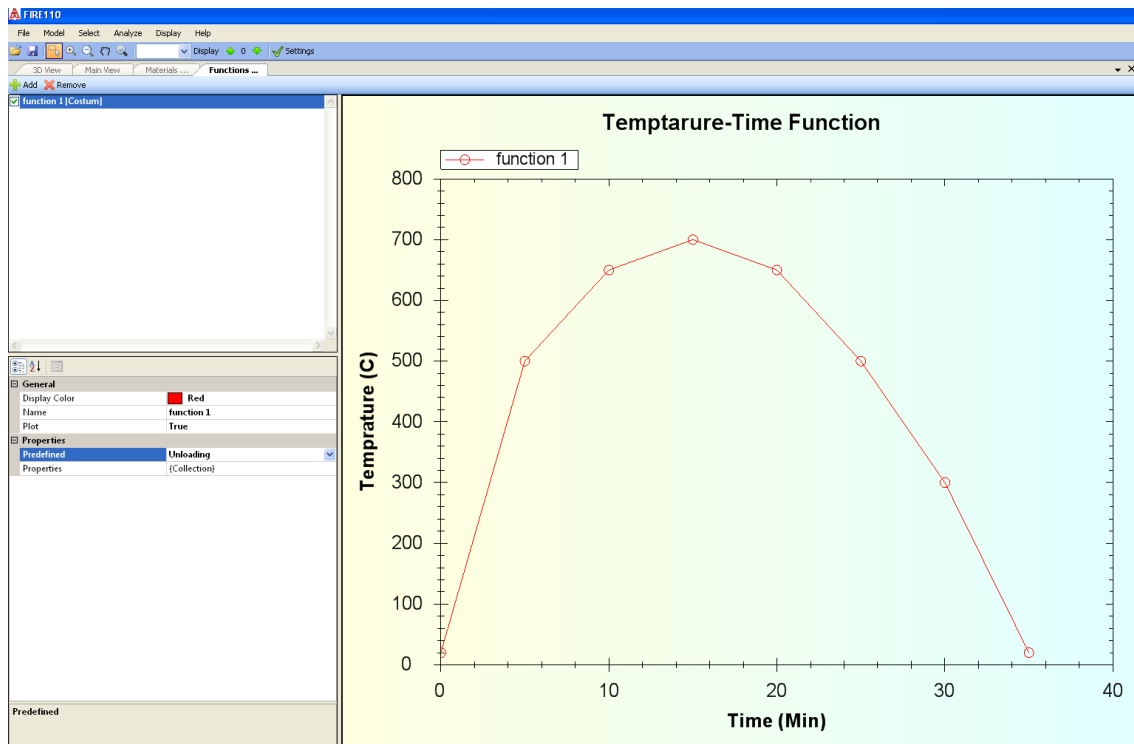 FIRE110
File Model Select Analyze Display Help
Display 0 Settings
3D View Main View Materials ... Functions ...
Add Remove
function 1 [Costum]
General
Display Color Red
Name function 1
Plot True
Properties
Predefined Unloading
Properties (Collection)
Predefined
Temptarure-Time Function
function 1
Temprature (C)
800
700
600
500
400
300
200
100
0
0 10 20 30 40
Time (Min)